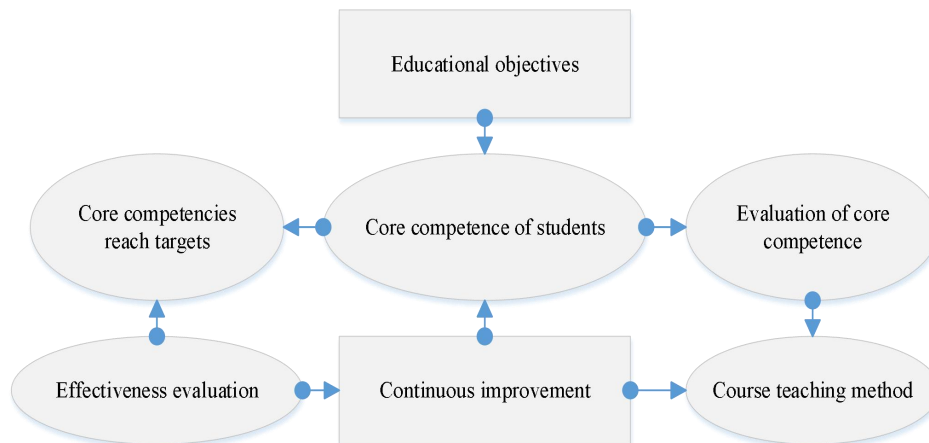 Educational objectives
Core competencies
reach targets
Core competence of students
Evaluation of core
competence
Effectiveness evaluation
Continuous improvement
Course teaching method